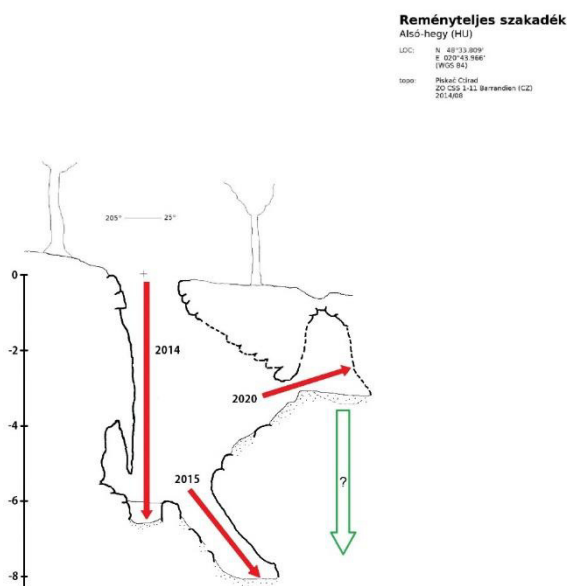 Reményteljes szakadék
Alsó-hegy (HU)
LOC: N 48°33.809'
E 020°43.966'
(WGS 84)
topo: Piskač Ctirad
ZO ČSS 1-11 Barrandien (CZ)
2014/08
205° 25°
0
2014
-2
2020
-4
2015
?
-6
-8